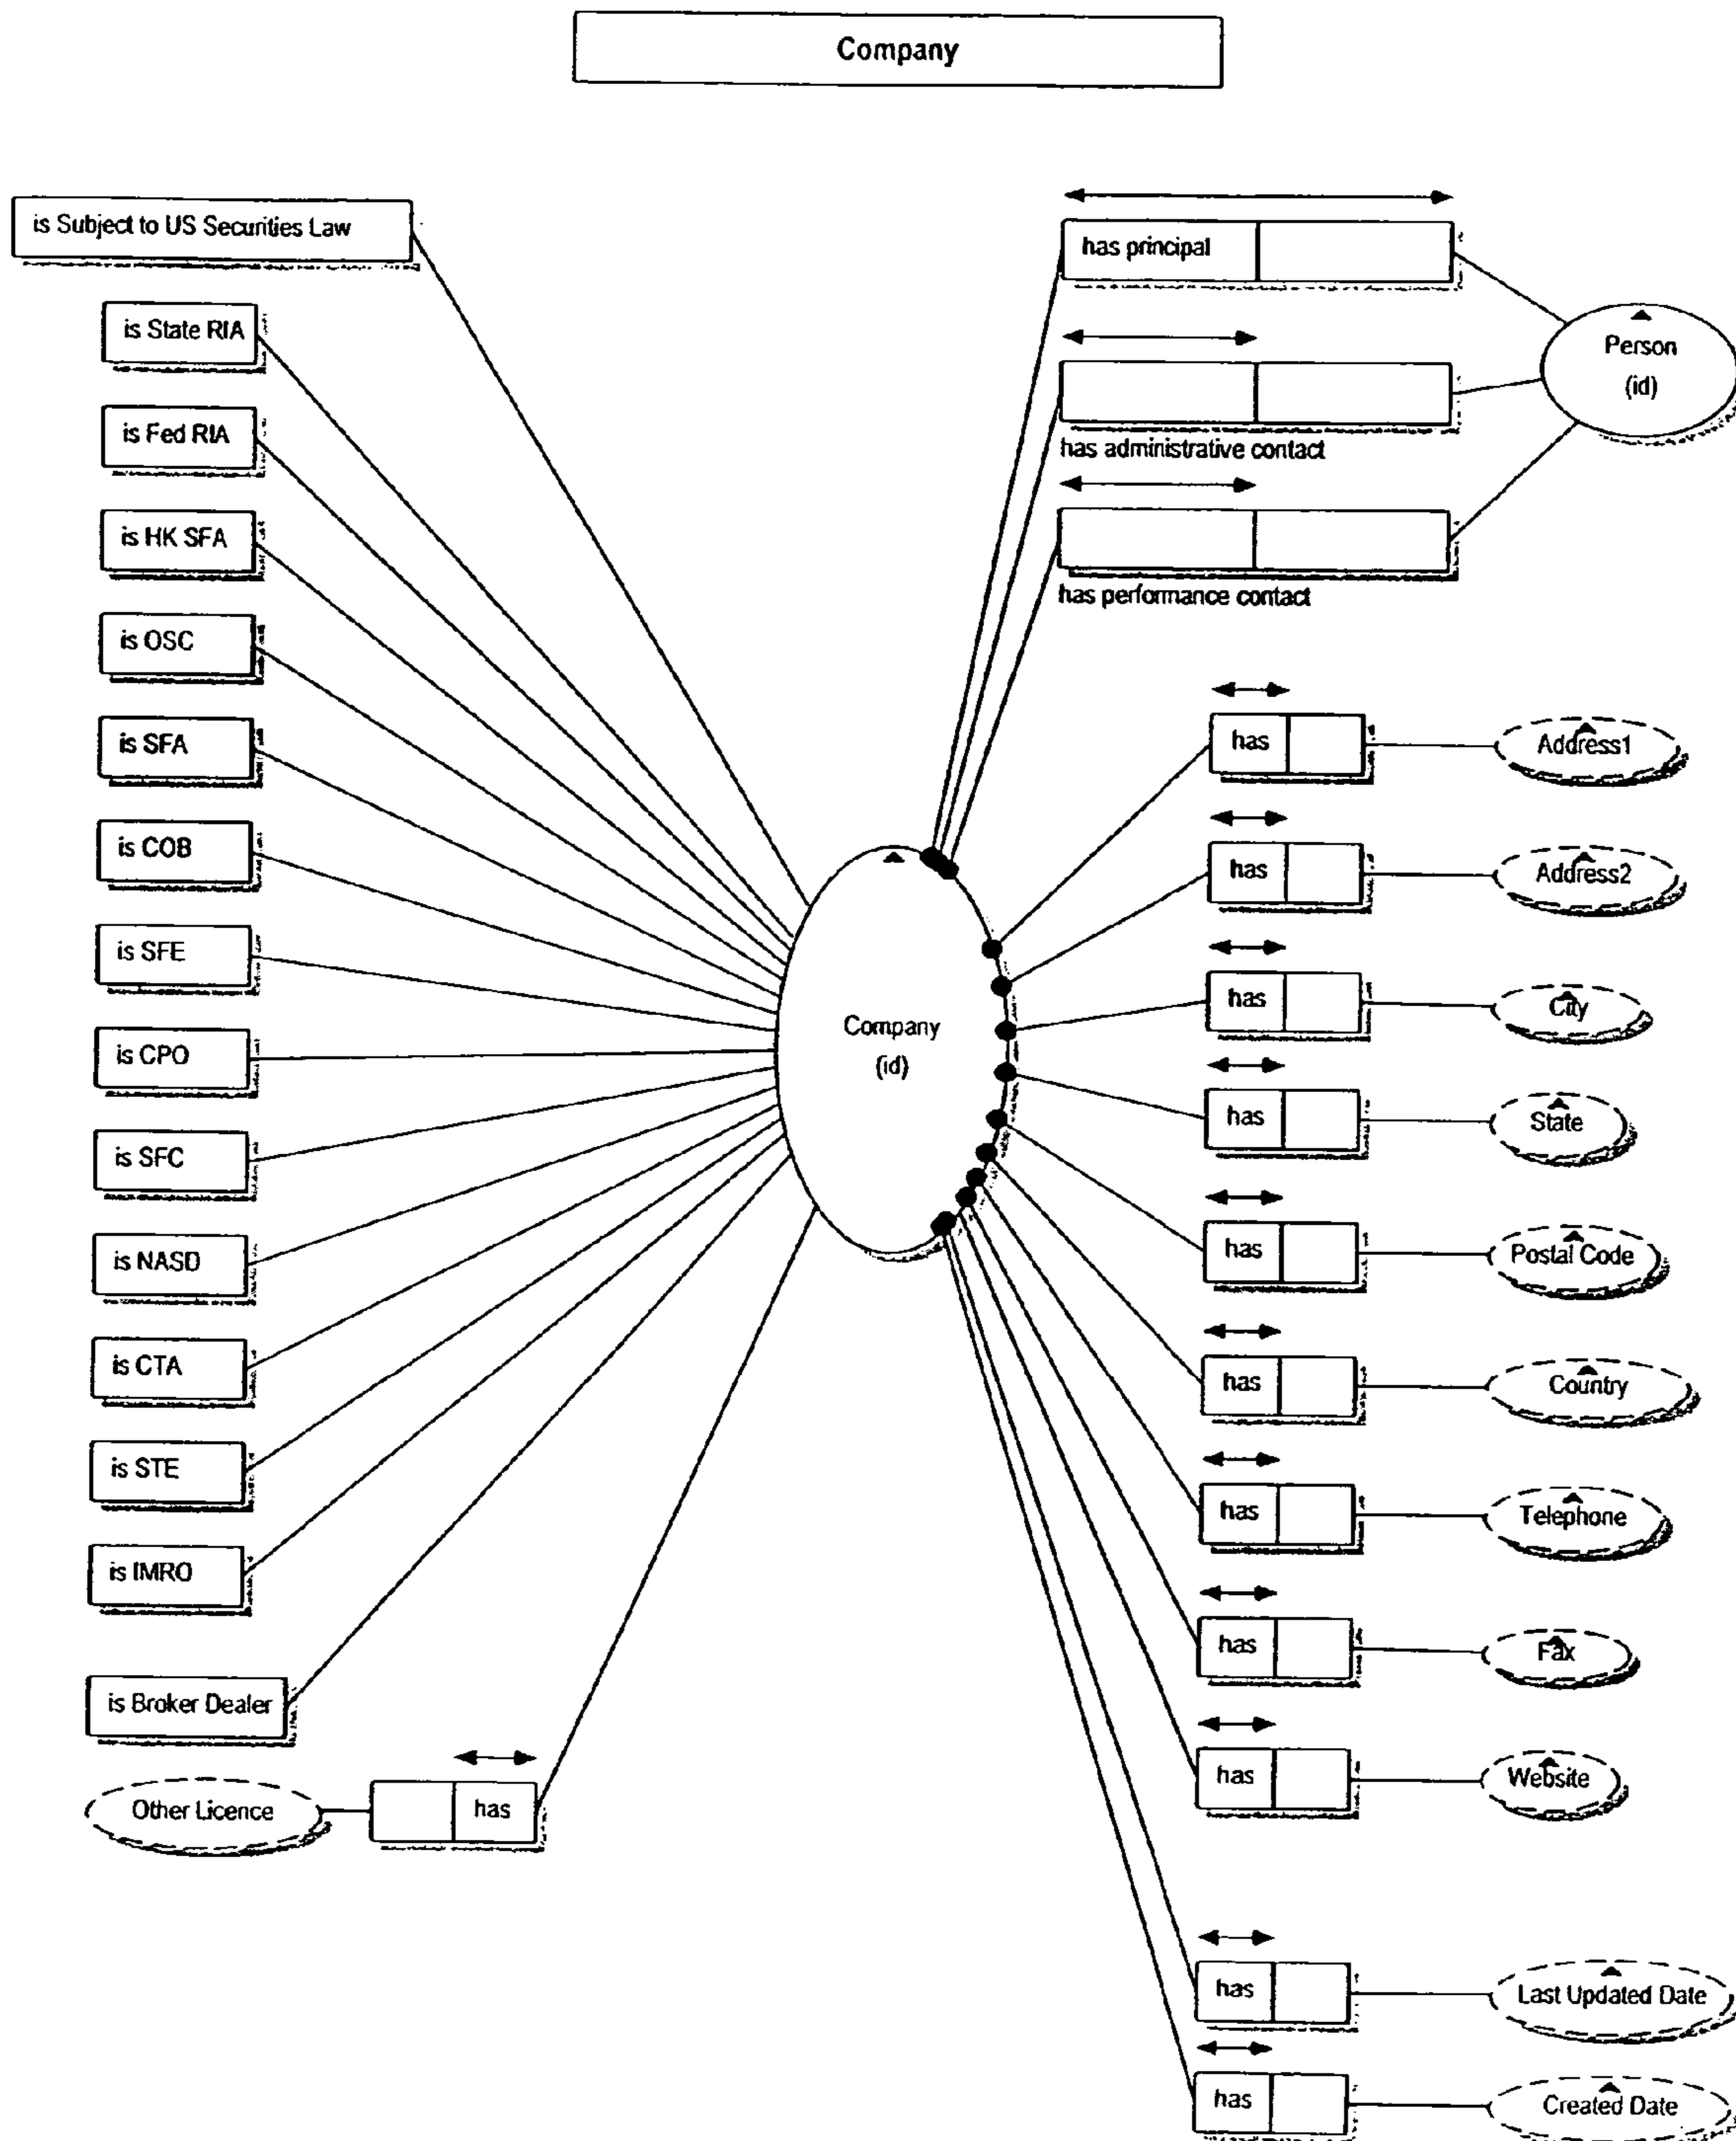 Company
is Subject to US Securities Law
is State RIA
is Fed RIA
is HK SFA
is OSC
is SFA
is COB
is SFE
is CPO
is SFC
is NASD
is CTA
is STE
is IMRO
is Broker Dealer
Other Licence
has
Company
(id)
has principal
has administrative contact
has performance contact
Person
(id)
has
Address1
has
Address2
has
City
has
State
has
Postal Code
has
Country
has
Telephone
has
Fax
has
Website
has
Last Updated Date
has
Created Date